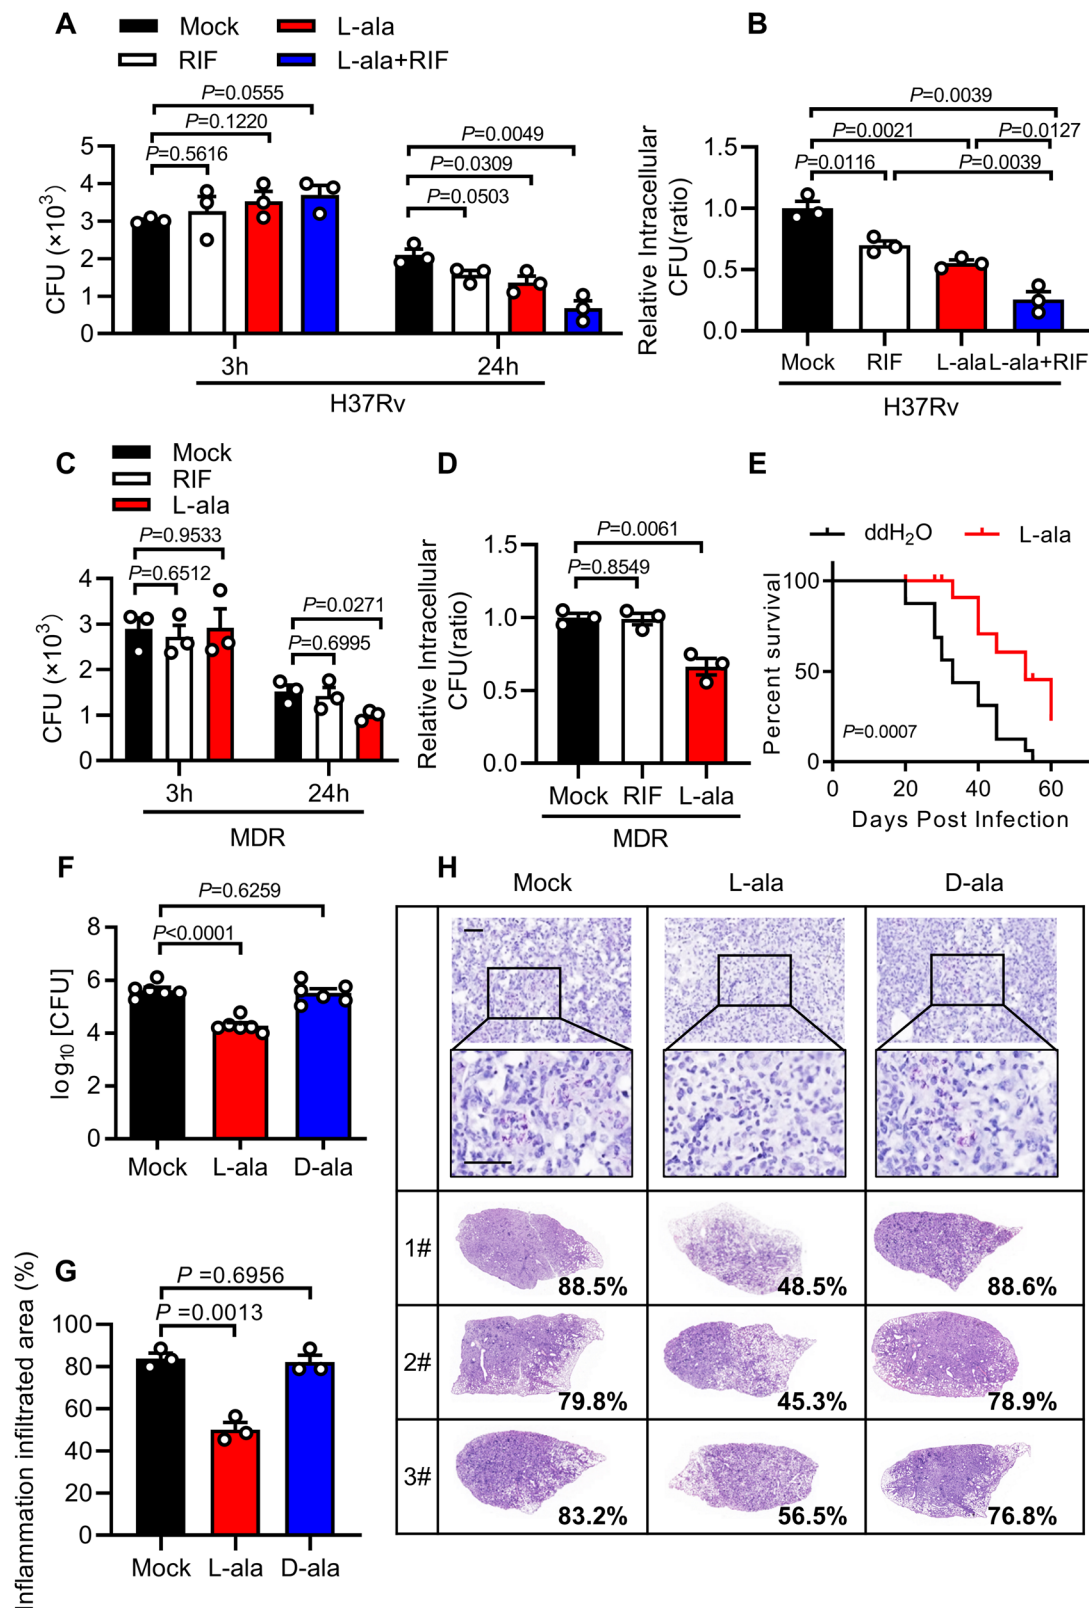 A
Mock
L-ala
RIF
L-ala+RIF
P=0.0555
P=0.1220
P=0.5616
P=0.0049
P=0.0309
P=0.0503
CFU (×10³)
5
4
3
2
1
0
3h
24h
H37Rv
B
P=0.0039
P=0.0021
P=0.0127
P=0.0116
P=0.0039
Relative Intracellular
CFU(ratio)
1.5
1.0
0.5
0.0
Mock
RIF
L-ala
L-ala+RIF
H37Rv
C
Mock
RIF
L-ala
P=0.9533
P=0.6512
P=0.0271
P=0.6995
CFU (×10³)
4
3
2
1
0
3h
24h
MDR
D
P=0.0061
P=0.8549
Relative Intracellular
CFU(ratio)
1.5
1.0
0.5
0.0
Mock
RIF
L-ala
MDR
E
ddH₂O
L-ala
Percent survival
100
50
0
P=0.0007
0
20
40
60
Days Post Infection
F
P=0.6259
P<0.0001
log₁₀ [CFU]
8
6
4
2
0
Mock
L-ala
D-ala
G
P =0.6956
P =0.0013
Inflammation infiltrated area (%)
100
80
60
40
20
0
Mock
L-ala
D-ala
H
Mock
L-ala
D-ala
1#
88.5%
48.5%
88.6%
2#
79.8%
45.3%
78.9%
3#
83.2%
56.5%
76.8%